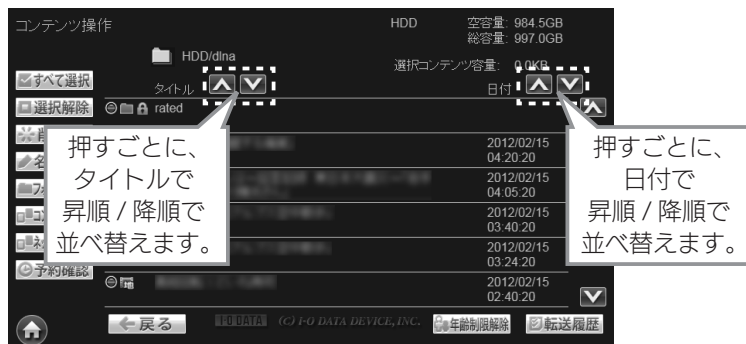 コンテンツ操作
HDD 空容量: 984.5GB
総容量: 997.0GB
HDD/dlna
選択コンテンツ容量: 0.0KB
すべて選択
タイトル
日付
選択解除
rated
押すごとに、
タイトルで
昇順 / 降順で
並べ替えます。
2012/02/15
04:20:20
2012/02/15
04:05:20
2012/02/15
03:40:20
2012/02/15
03:24:20
2012/02/15
02:40:20
押すごとに、
日付で
昇順 / 降順で
並べ替えます。
予約確認
戻る
I-O DATA
(C) I-O DATA DEVICE, INC.
年齢制限解除
転送履歴